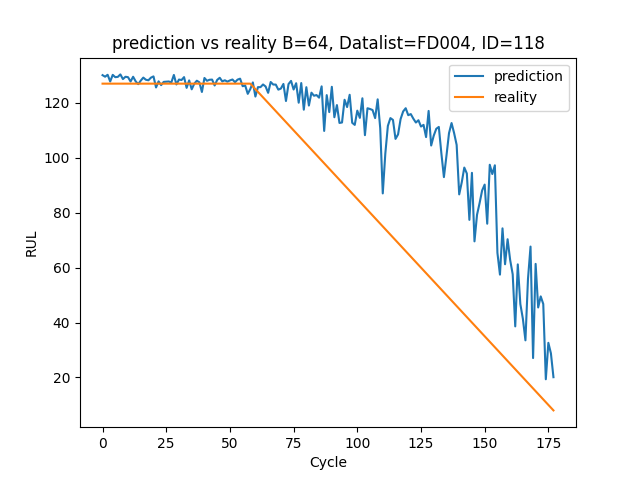 prediction vs reality B=64, Datalist=FD004, ID=118
prediction
reality
RUL
120
100
80
60
40
20
0 25 50 75 100 125 150 175
Cycle